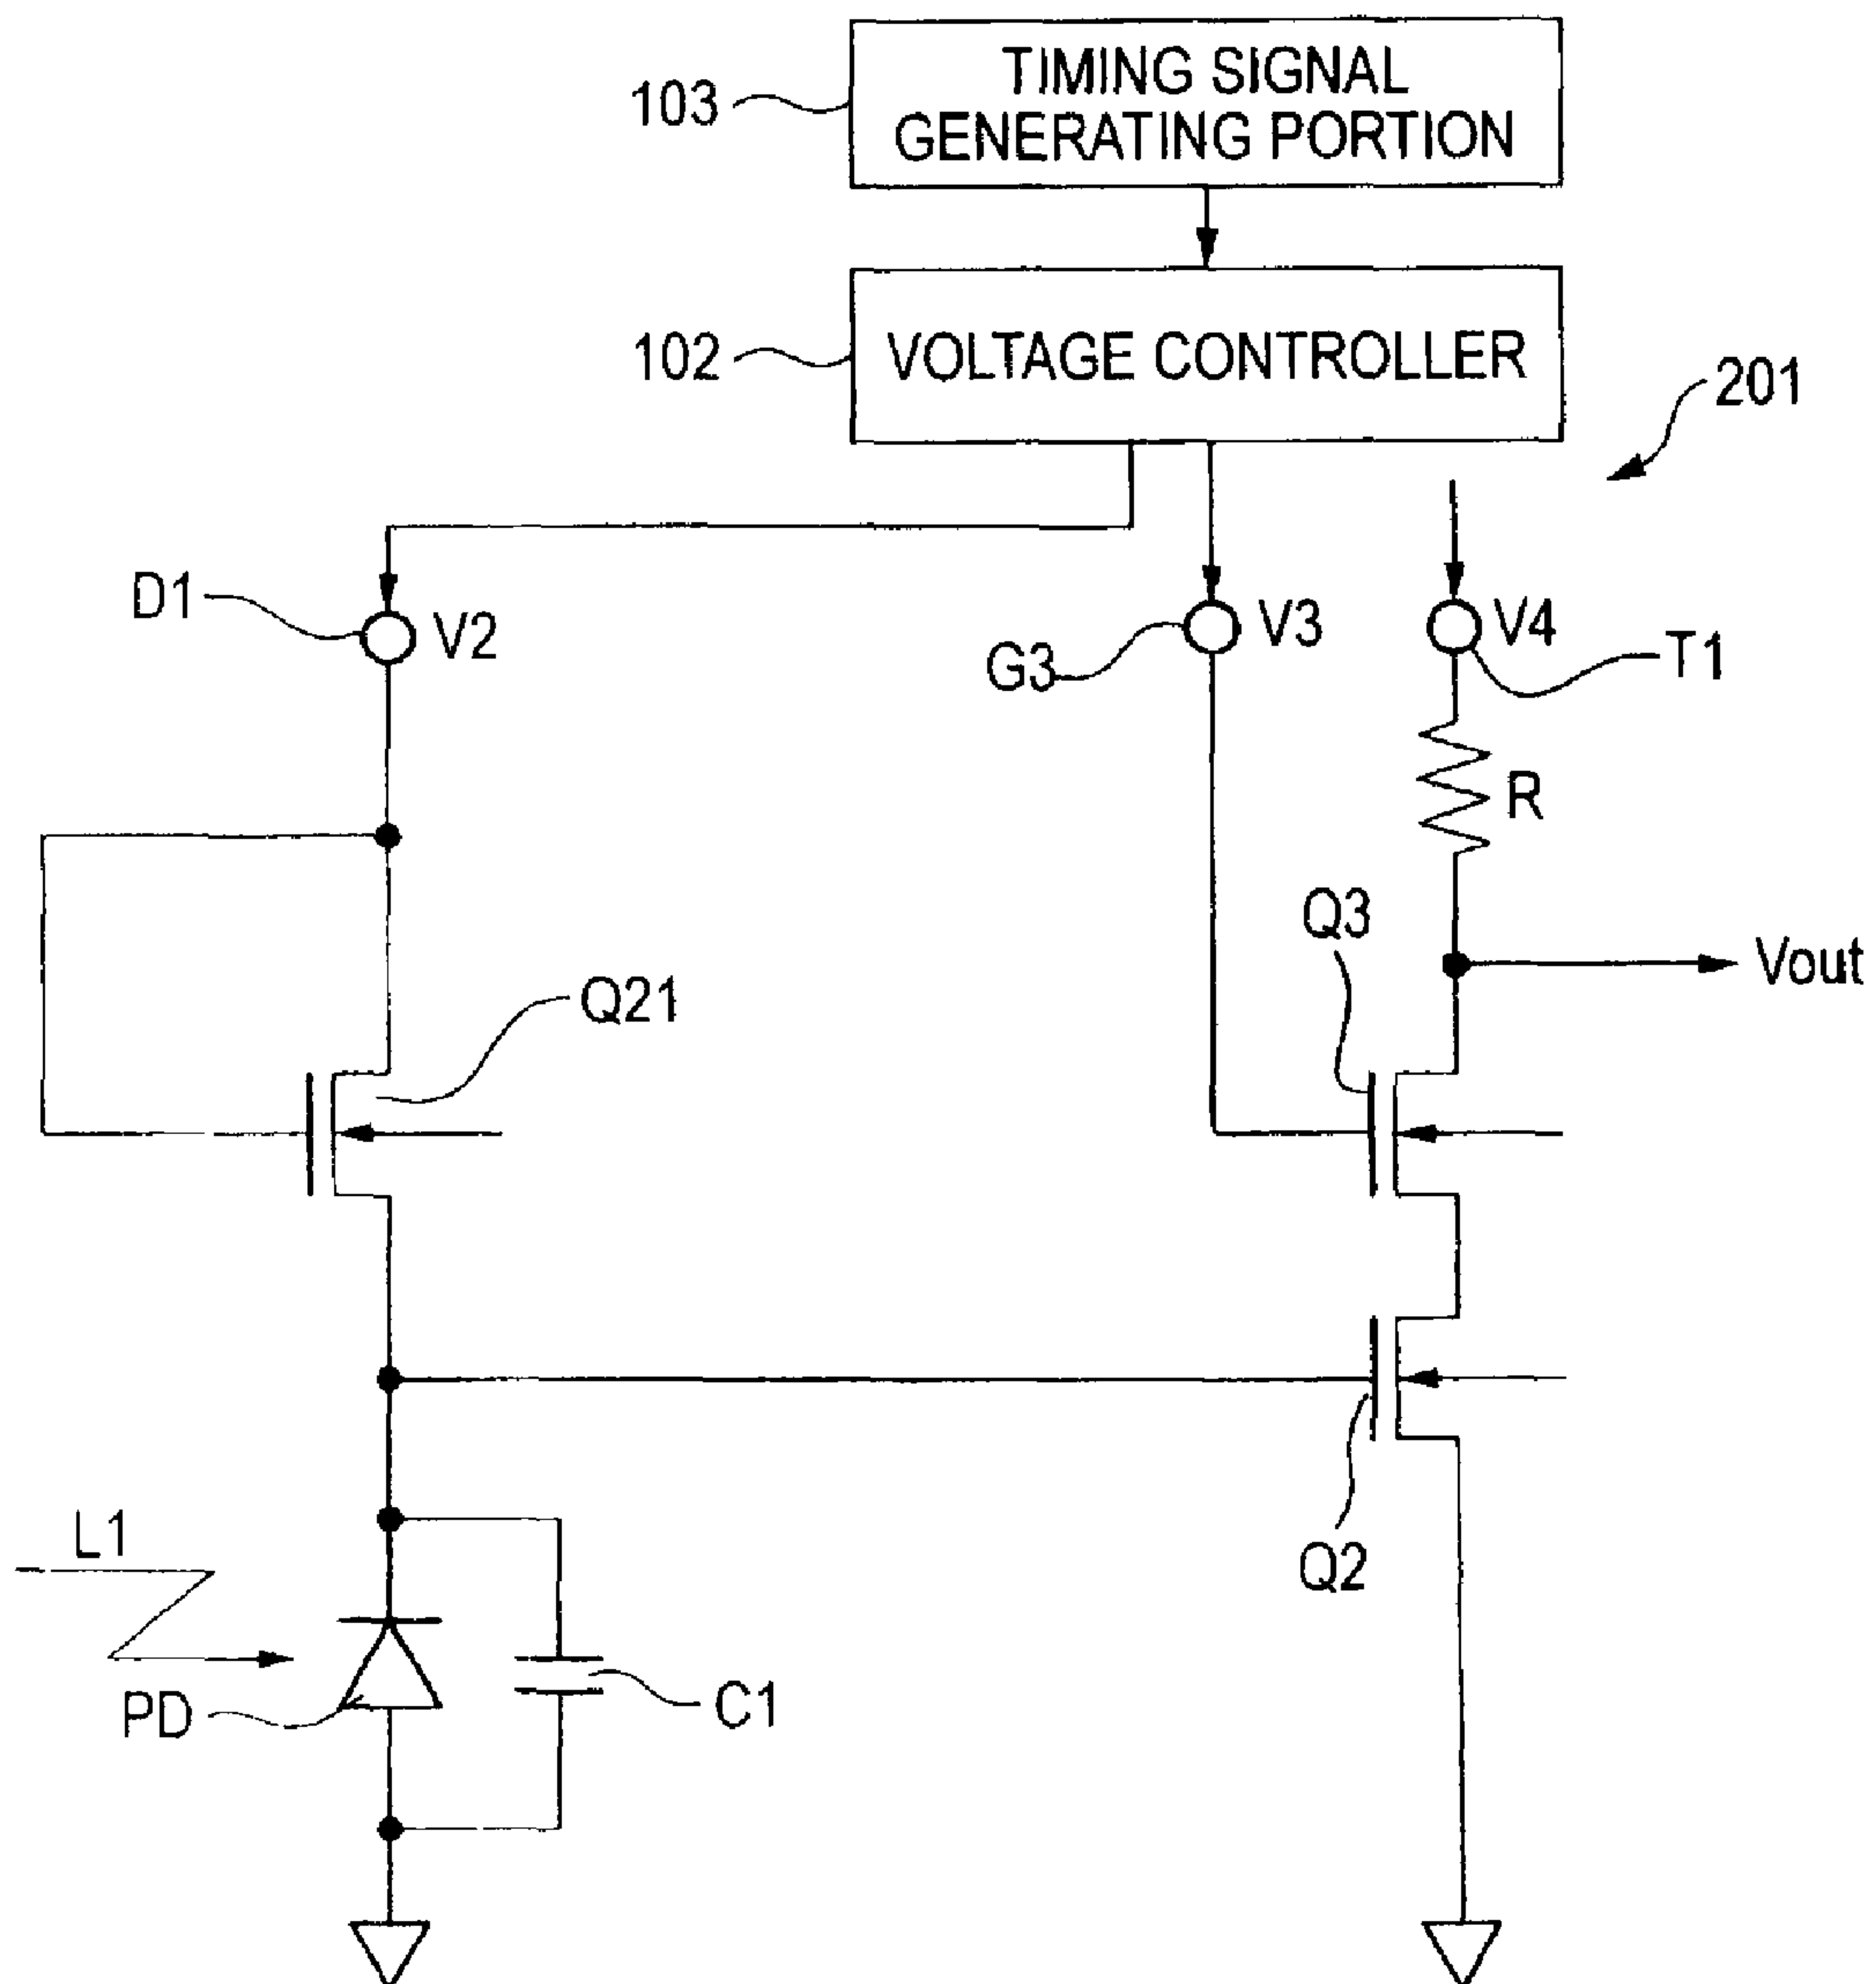 TIMING SIGNAL
GENERATING PORTION
103
VOLTAGE CONTROLLER
102
201
D1
V2
G3
V3
V4
T1
R
Q3
Vout
Q21
Q2
L1
PD
C1